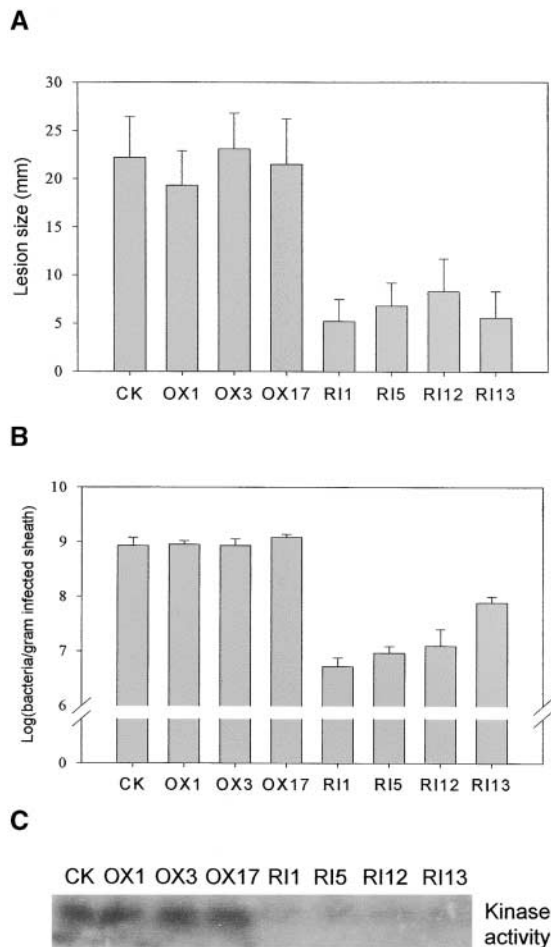 A
Lesion size (mm)
30
25
20
15
10
5
0
CK OX1 OX3 OX17 RI1 RI5 RI12 RI13
B
Log(bacteria/gram infected sheath)
10
9
8
7
6
0
CK OX1 OX3 OX17 RI1 RI5 RI12 RI13
C
CK OX1 OX3 OX17 RI1 RI5 RI12 RI13
Kinase
activity